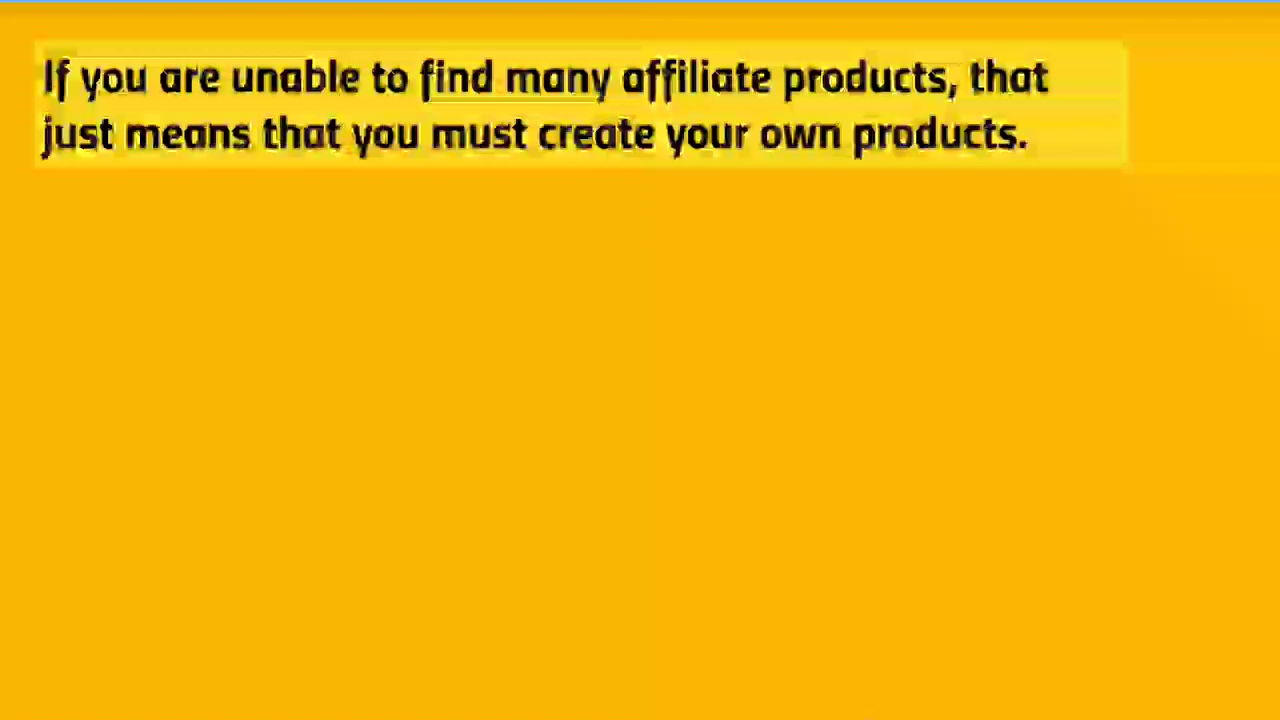 If you are unable to find many affiliate products, that
just means that you must create your own products.